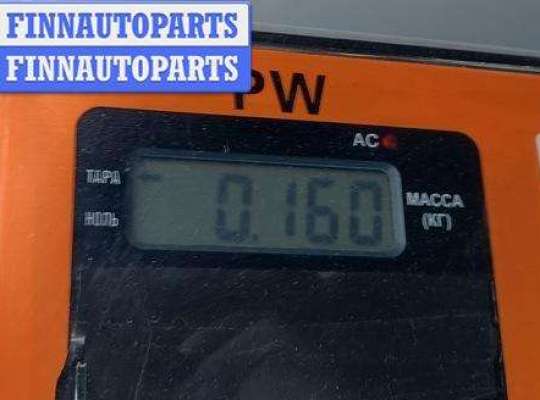 FINNAUTOPARTS
FINNAUTOPARTS
PW
AC
ТАРА
0.160
МАССА
(КГ)
НОЛЬ